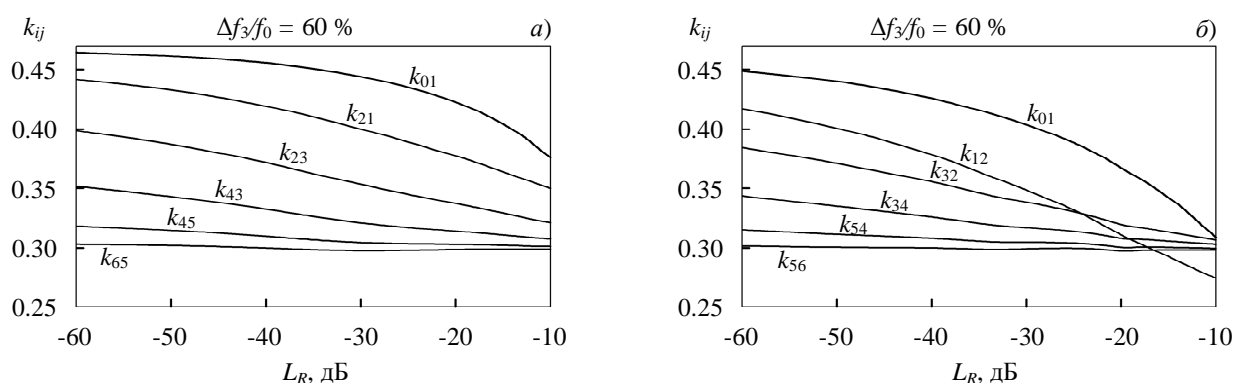 k_ij Δf_3/f_0 = 60 % а)
0.45
0.40
0.35
0.30
0.25
k_01
k_21
k_23
k_43
k_45
k_65
-60 -50 -40 -30 -20 -10
L_R, дБ
k_ij Δf_3/f_0 = 60 % б)
0.45
0.40
0.35
0.30
0.25
k_01
k_12
k_32
k_34
k_54
k_56
-60 -50 -40 -30 -20 -10
L_R, дБ